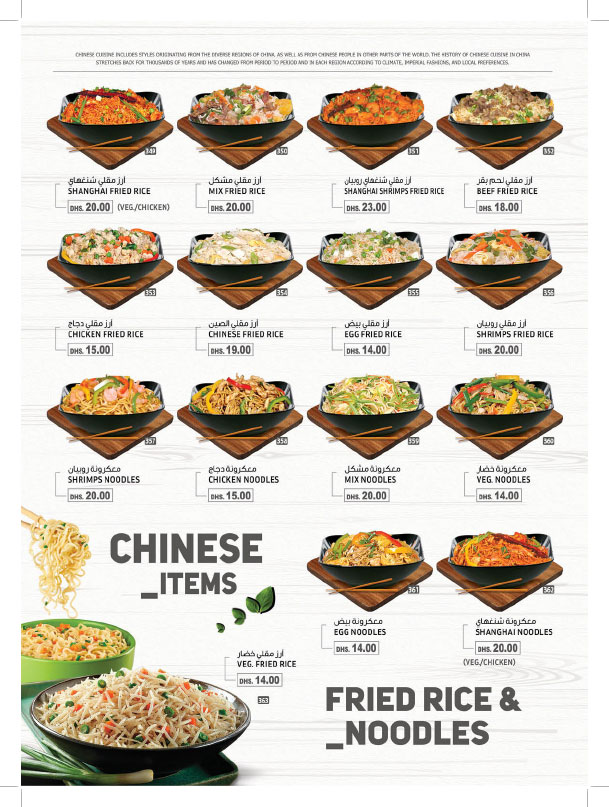 CHINESE CUISINE INCLUDES STYLES ORIGINATING FROM THE DIVERSE REGIONS OF CHINA, AS WELL AS FROM CHINESE PEOPLE IN OTHER PARTS OF THE WORLD. THE HISTORY OF CHINESE CUISINE IN CHINA
STRETCHES BACK FOR THOUSANDS OF YEARS AND HAS CHANGED FROM PERIOD TO PERIOD AND IN EACH REGION ACCORDING TO CLIMATE, IMPERIAL FASHIONS, AND LOCAL PREFERENCES.
349
أرز مقلي شنغهاي
SHANGHAI FRIED RICE
DHS. 20.00 (VEG./CHICKEN)
350
أرز مقلي مشكل
MIX FRIED RICE
DHS. 20.00
351
أرز مقلي شنغهاي روبيان
SHANGHAI SHRIMPS FRIED RICE
DHS. 23.00
352
أرز مقلي لحم بقر
BEEF FRIED RICE
DHS. 18.00
353
أرز مقلي دجاج
CHICKEN FRIED RICE
DHS. 15.00
354
أرز مقلي الصين
CHINESE FRIED RICE
DHS. 19.00
355
أرز مقلي بيض
EGG FRIED RICE
DHS. 14.00
356
أرز مقلي روبيان
SHRIMPS FRIED RICE
DHS. 20.00
357
معكرونة روبيان
SHRIMPS NOODLES
DHS. 20.00
358
معكرونة دجاج
CHICKEN NOODLES
DHS. 15.00
359
معكرونة مشكل
MIX NOODLES
DHS. 20.00
360
معكرونة خضار
VEG. NOODLES
DHS. 14.00
CHINESE
_ITEMS
361
معكرونة بيض
EGG NOODLES
DHS. 14.00
362
معكرونة شنغهاي
SHANGHAI NOODLES
DHS. 20.00
(VEG./CHICKEN)
أرز مقلي خضار
VEG. FRIED RICE
DHS. 14.00
363
FRIED RICE &
_NOODLES